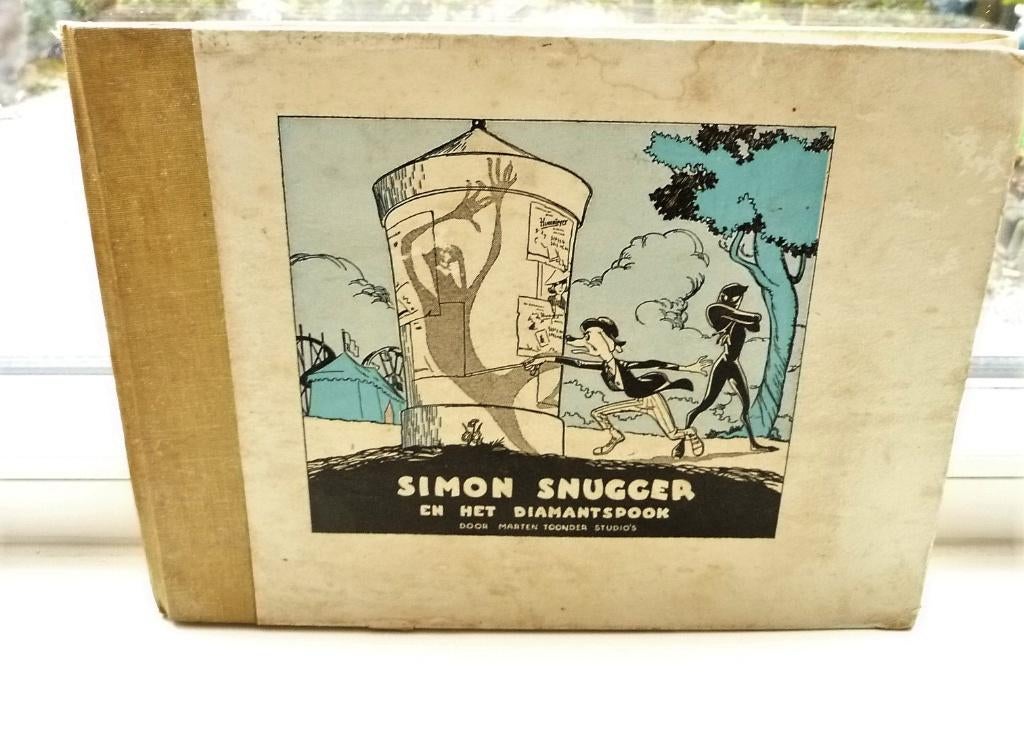 SIMON SNUGGER
EN HET DIAMANTSPOOK
DOOR MARTEN TOONDER STUDIO'S